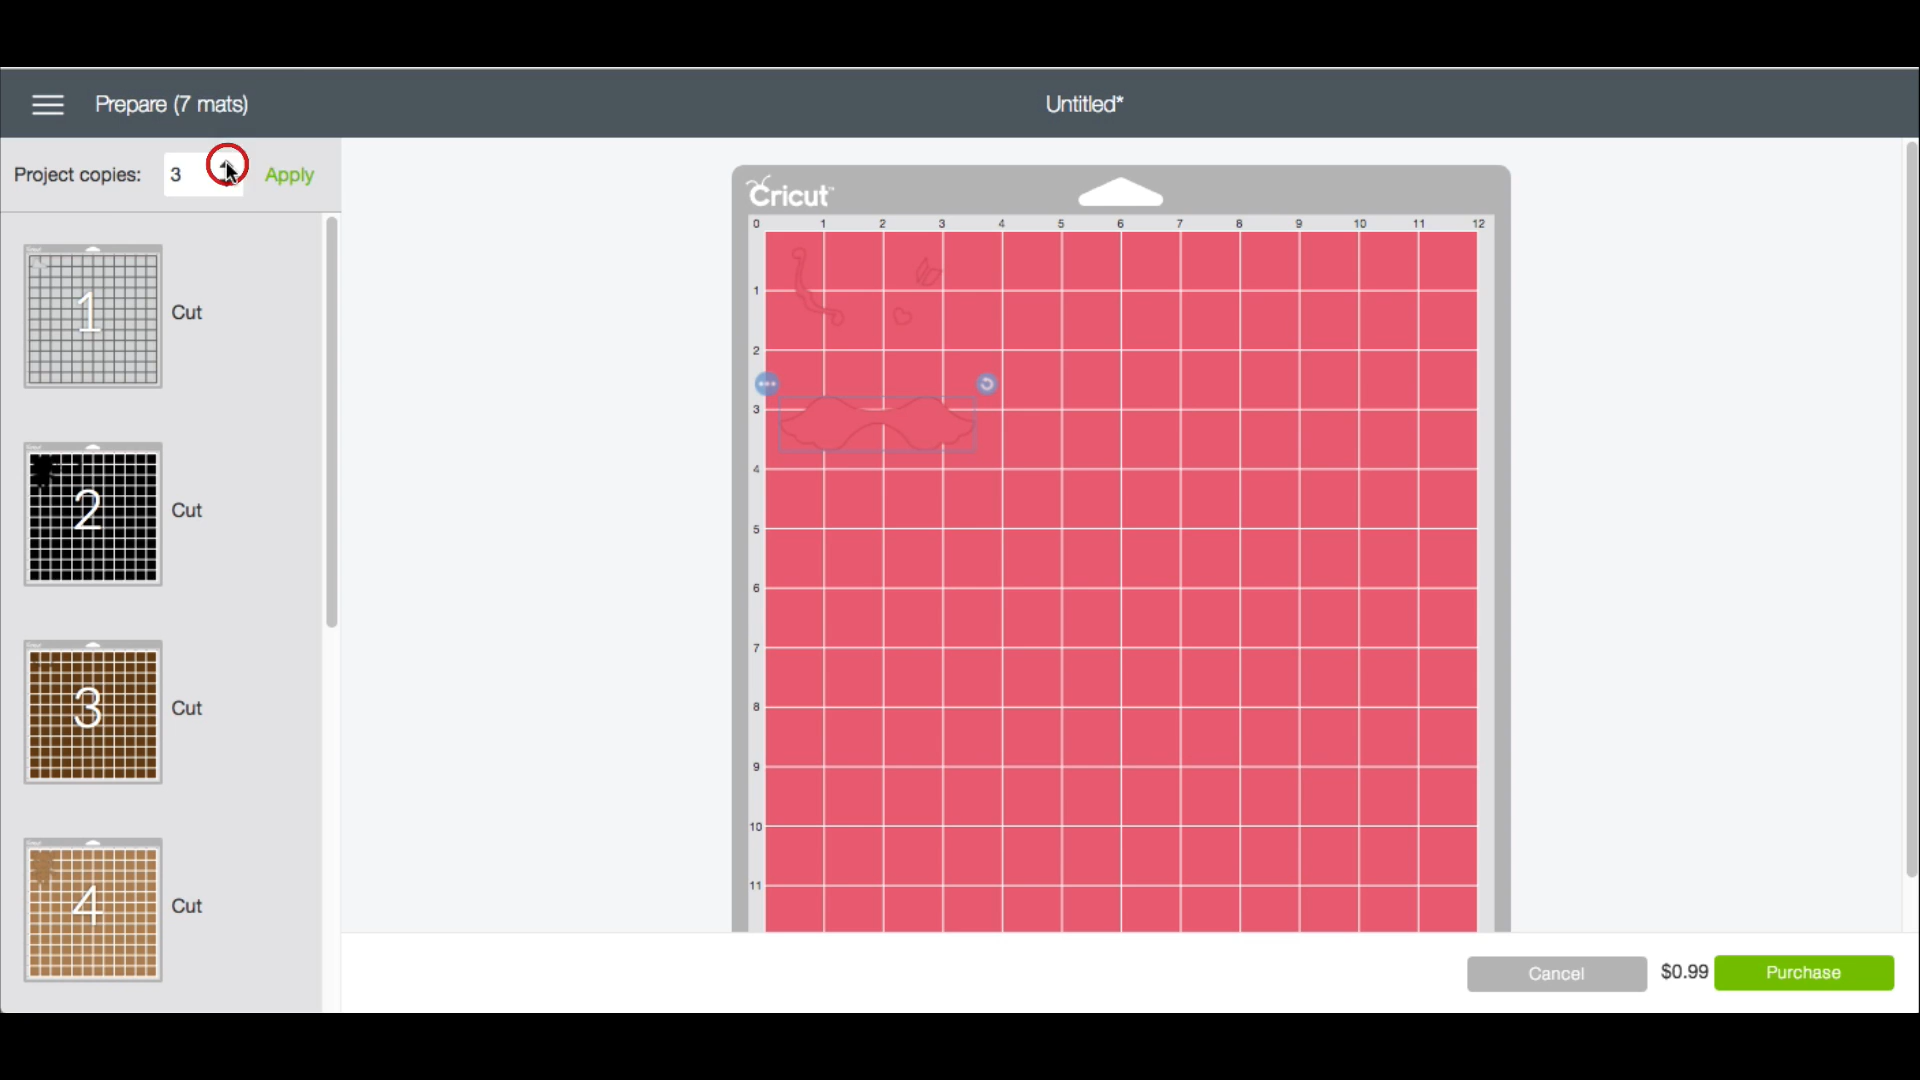 Prepare (7 mats)
Untitled*
Project copies: 3 Apply
Cricut™
0 1 2 3 4 5 6 7 8 9 10 11 12
1
2
3
4
5
6
7
8
9
10
11
1 Cut
2 Cut
3 Cut
4 Cut
Cancel $0.99 Purchase